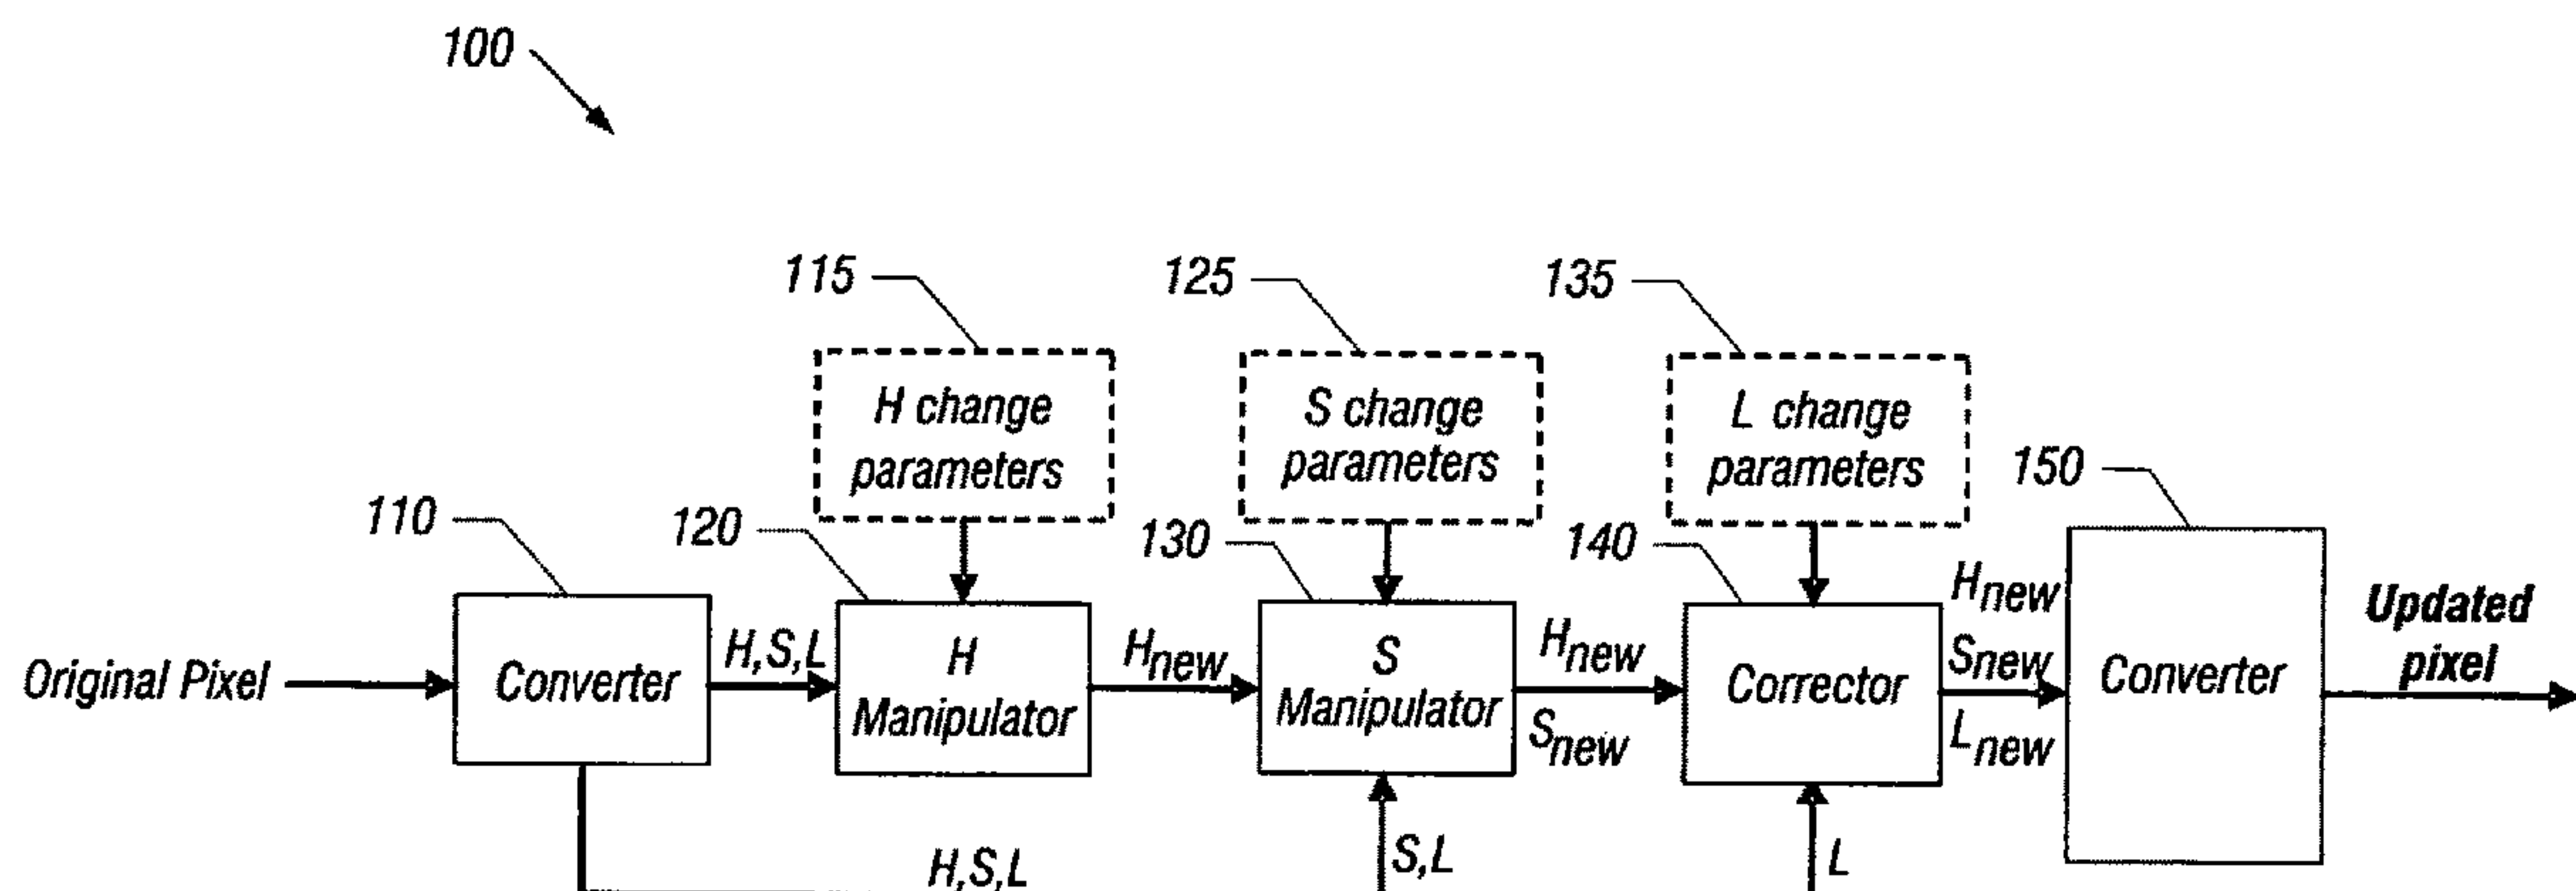 100
115
125
135
H change
parameters
S change
parameters
L change
parameters
150
110
120
130
140
Original Pixel
Converter
H,S,L
H
Manipulator
Hnew
S
Manipulator
Hnew
Snew
Corrector
Hnew
Snew
Lnew
Converter
Updated
pixel
H,S,L
S,L
L